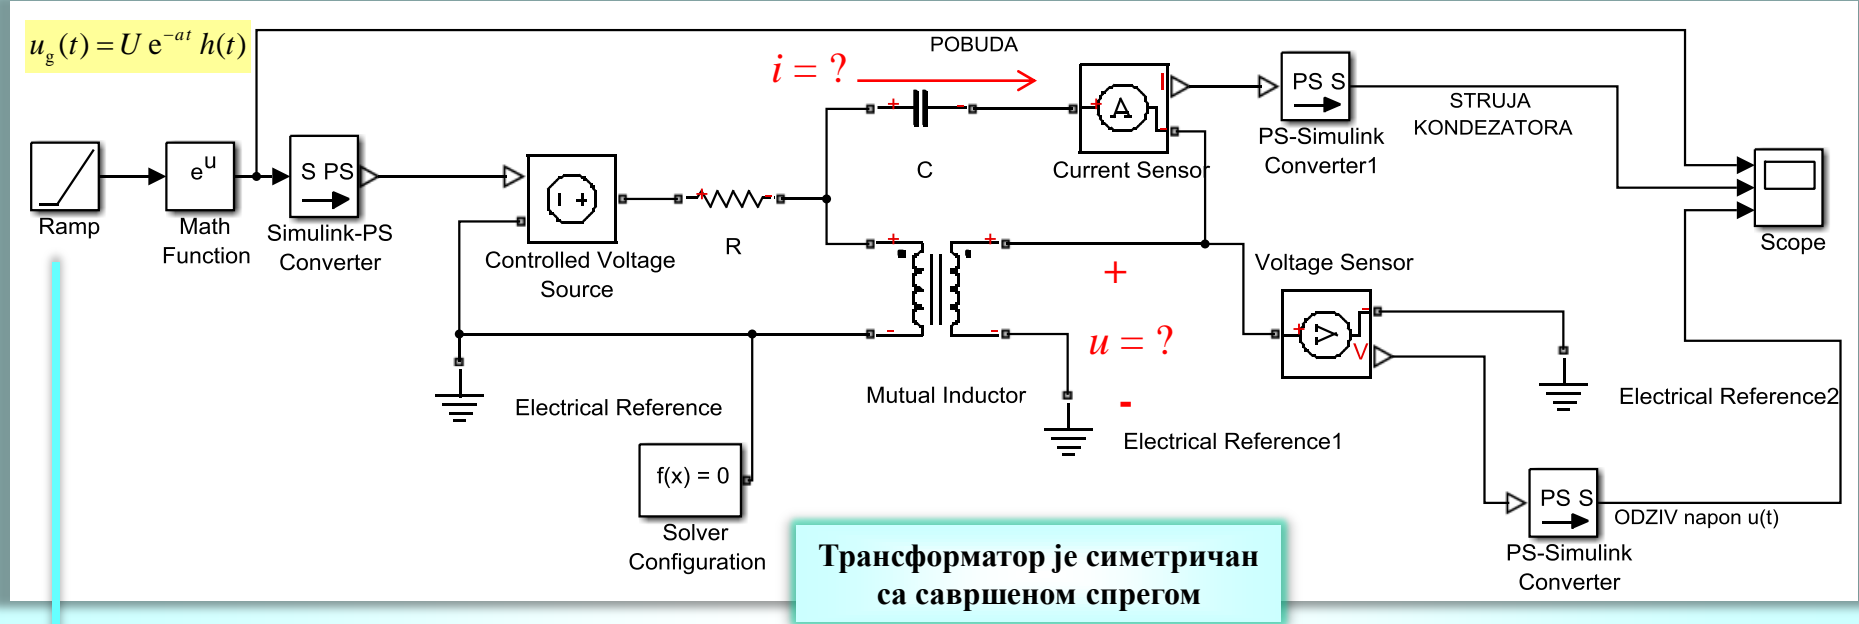 u_g(t) = U e^{-at} h(t)
POBUDA
i = ?
I
PS S
STRUJA
KONDEZATORA
PS-Simulink
Converter1
+
-
+
A
-
Current Sensor
C
e^u
S PS
Ramp
Math
Function
Simulink-PS
Converter
- +
Controlled Voltage
Source
+
-
R
+
+
-
-
Mutual Inductor
+
u = ?
-
Voltage Sensor
+
-
V
V
Scope
Electrical Reference
Electrical Reference1
Electrical Reference2
f(x) = 0
Solver
Configuration
PS S
ODZIV napon u(t)
PS-Simulink
Converter
Трансформатор је симетричан
са савршеном спрегом